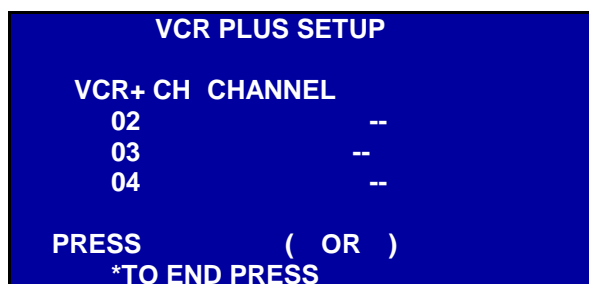 VCR PLUS SETUP
VCR+ CH CHANNEL
02 --
03 --
04 --
PRESS ( OR )
*TO END PRESS